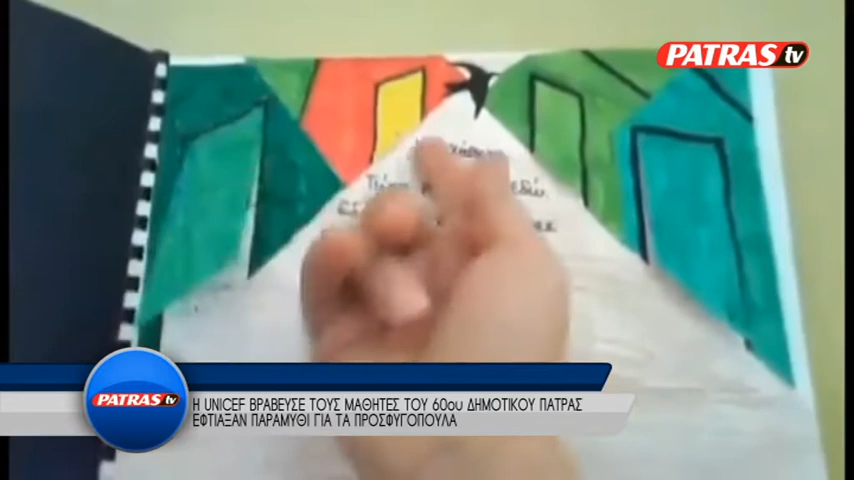 PATRAS tv
PATRAS tv
Η UNICEF ΒΡΑΒΕΥΣΕ ΤΟΥΣ ΜΑΘΗΤΕΣ ΤΟΥ 60ου ΔΗΜΟΤΙΚΟΥ ΠΑΤΡΑΣ
ΕΦΤΙΑΞΑΝ ΠΑΡΑΜΥΘΙ ΓΙΑ ΤΑ ΠΡΟΣΦΥΓΟΠΟΥΛΑ